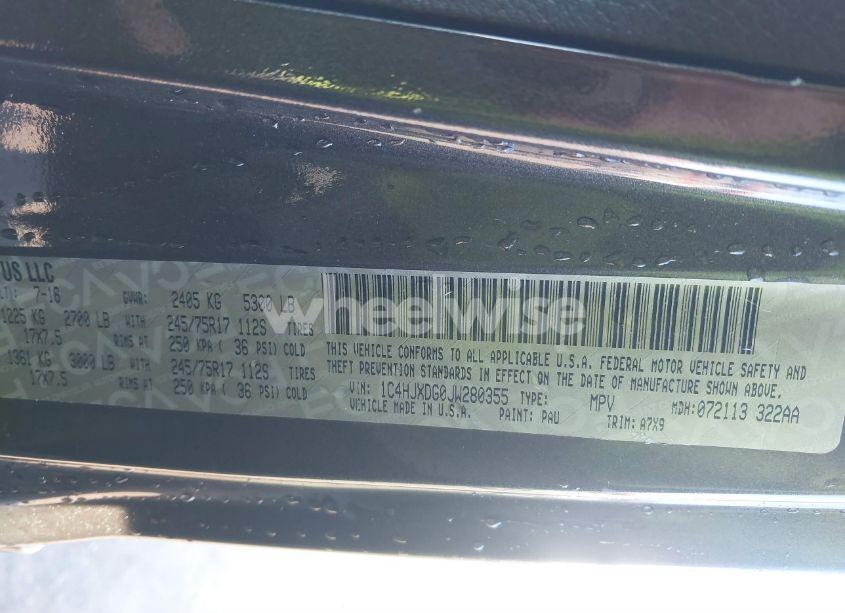 US LLC
LT): 7-18 GVWR: 2405 KG 5300 LB
1225 KG 2700 LB WITH 245/75R17 112S TIRES
17X7.5 RIMS AT 250 KPA ( 36 PSI) COLD
1361 KG 3000 LB WITH 245/75R17 112S TIRES
17X7.5 RIMS AT 250 KPA ( 36 PSI) COLD
wheelwise
THIS VEHICLE CONFORMS TO ALL APPLICABLE U.S.A. FEDERAL MOTOR VEHICLE SAFETY AND
THEFT PREVENTION STANDARDS IN EFFECT ON THE DATE OF MANUFACTURE SHOWN ABOVE.
VIN: 1C4HJXDG0JW280355 TYPE: MPV MDH: 072113 322AA
VEHICLE MADE IN U.S.A. PAINT: PAU TRIM: A7X9